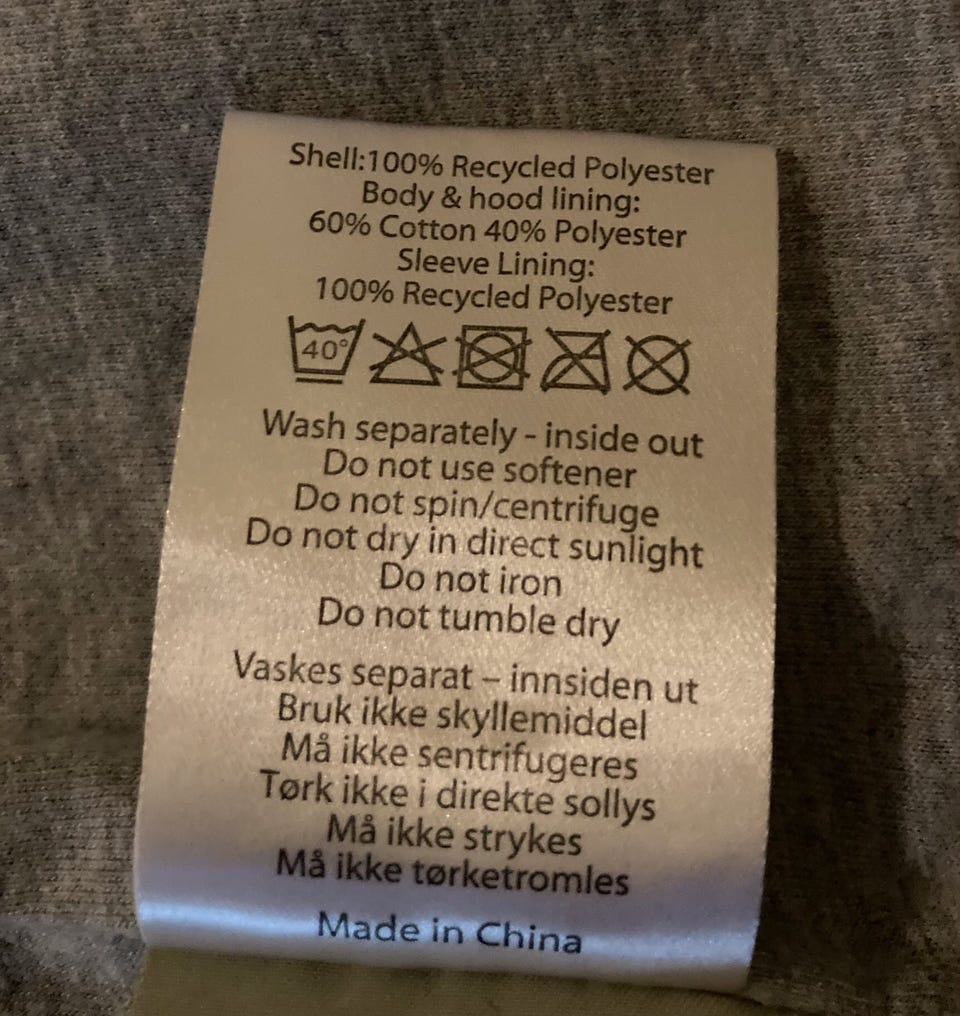 Shell:100% Recycled Polyester
Body & hood lining:
60% Cotton 40% Polyester
Sleeve Lining:
100% Recycled Polyester
40°
Wash separately - inside out
Do not use softener
Do not spin/centrifuge
Do not dry in direct sunlight
Do not iron
Do not tumble dry
Vaskes separat – innsiden ut
Bruk ikke skyllemiddel
Må ikke sentrifugeres
Tørk ikke i direkte sollys
Må ikke strykes
Må ikke tørketromles
Made in China